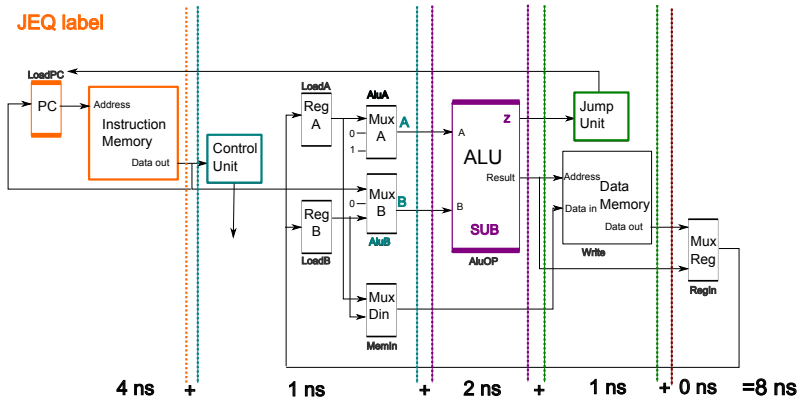 JEQ label
LoadPC
PC
Address
Instruction
Memory
Data out
Control
Unit
LoadA
Reg
A
AluA
Mux
A
0
1
A
Reg
B
LoadB
Mux
B
0
B
AluB
Mux
Din
MemIn
A
Z
ALU
Result
B
SUB
AluOP
Jump
Unit
Address
Data
Memory
Data in
Data out
Write
Mux
Reg
RegIn
4 ns + 1 ns + 2 ns + 1 ns + 0 ns =8 ns